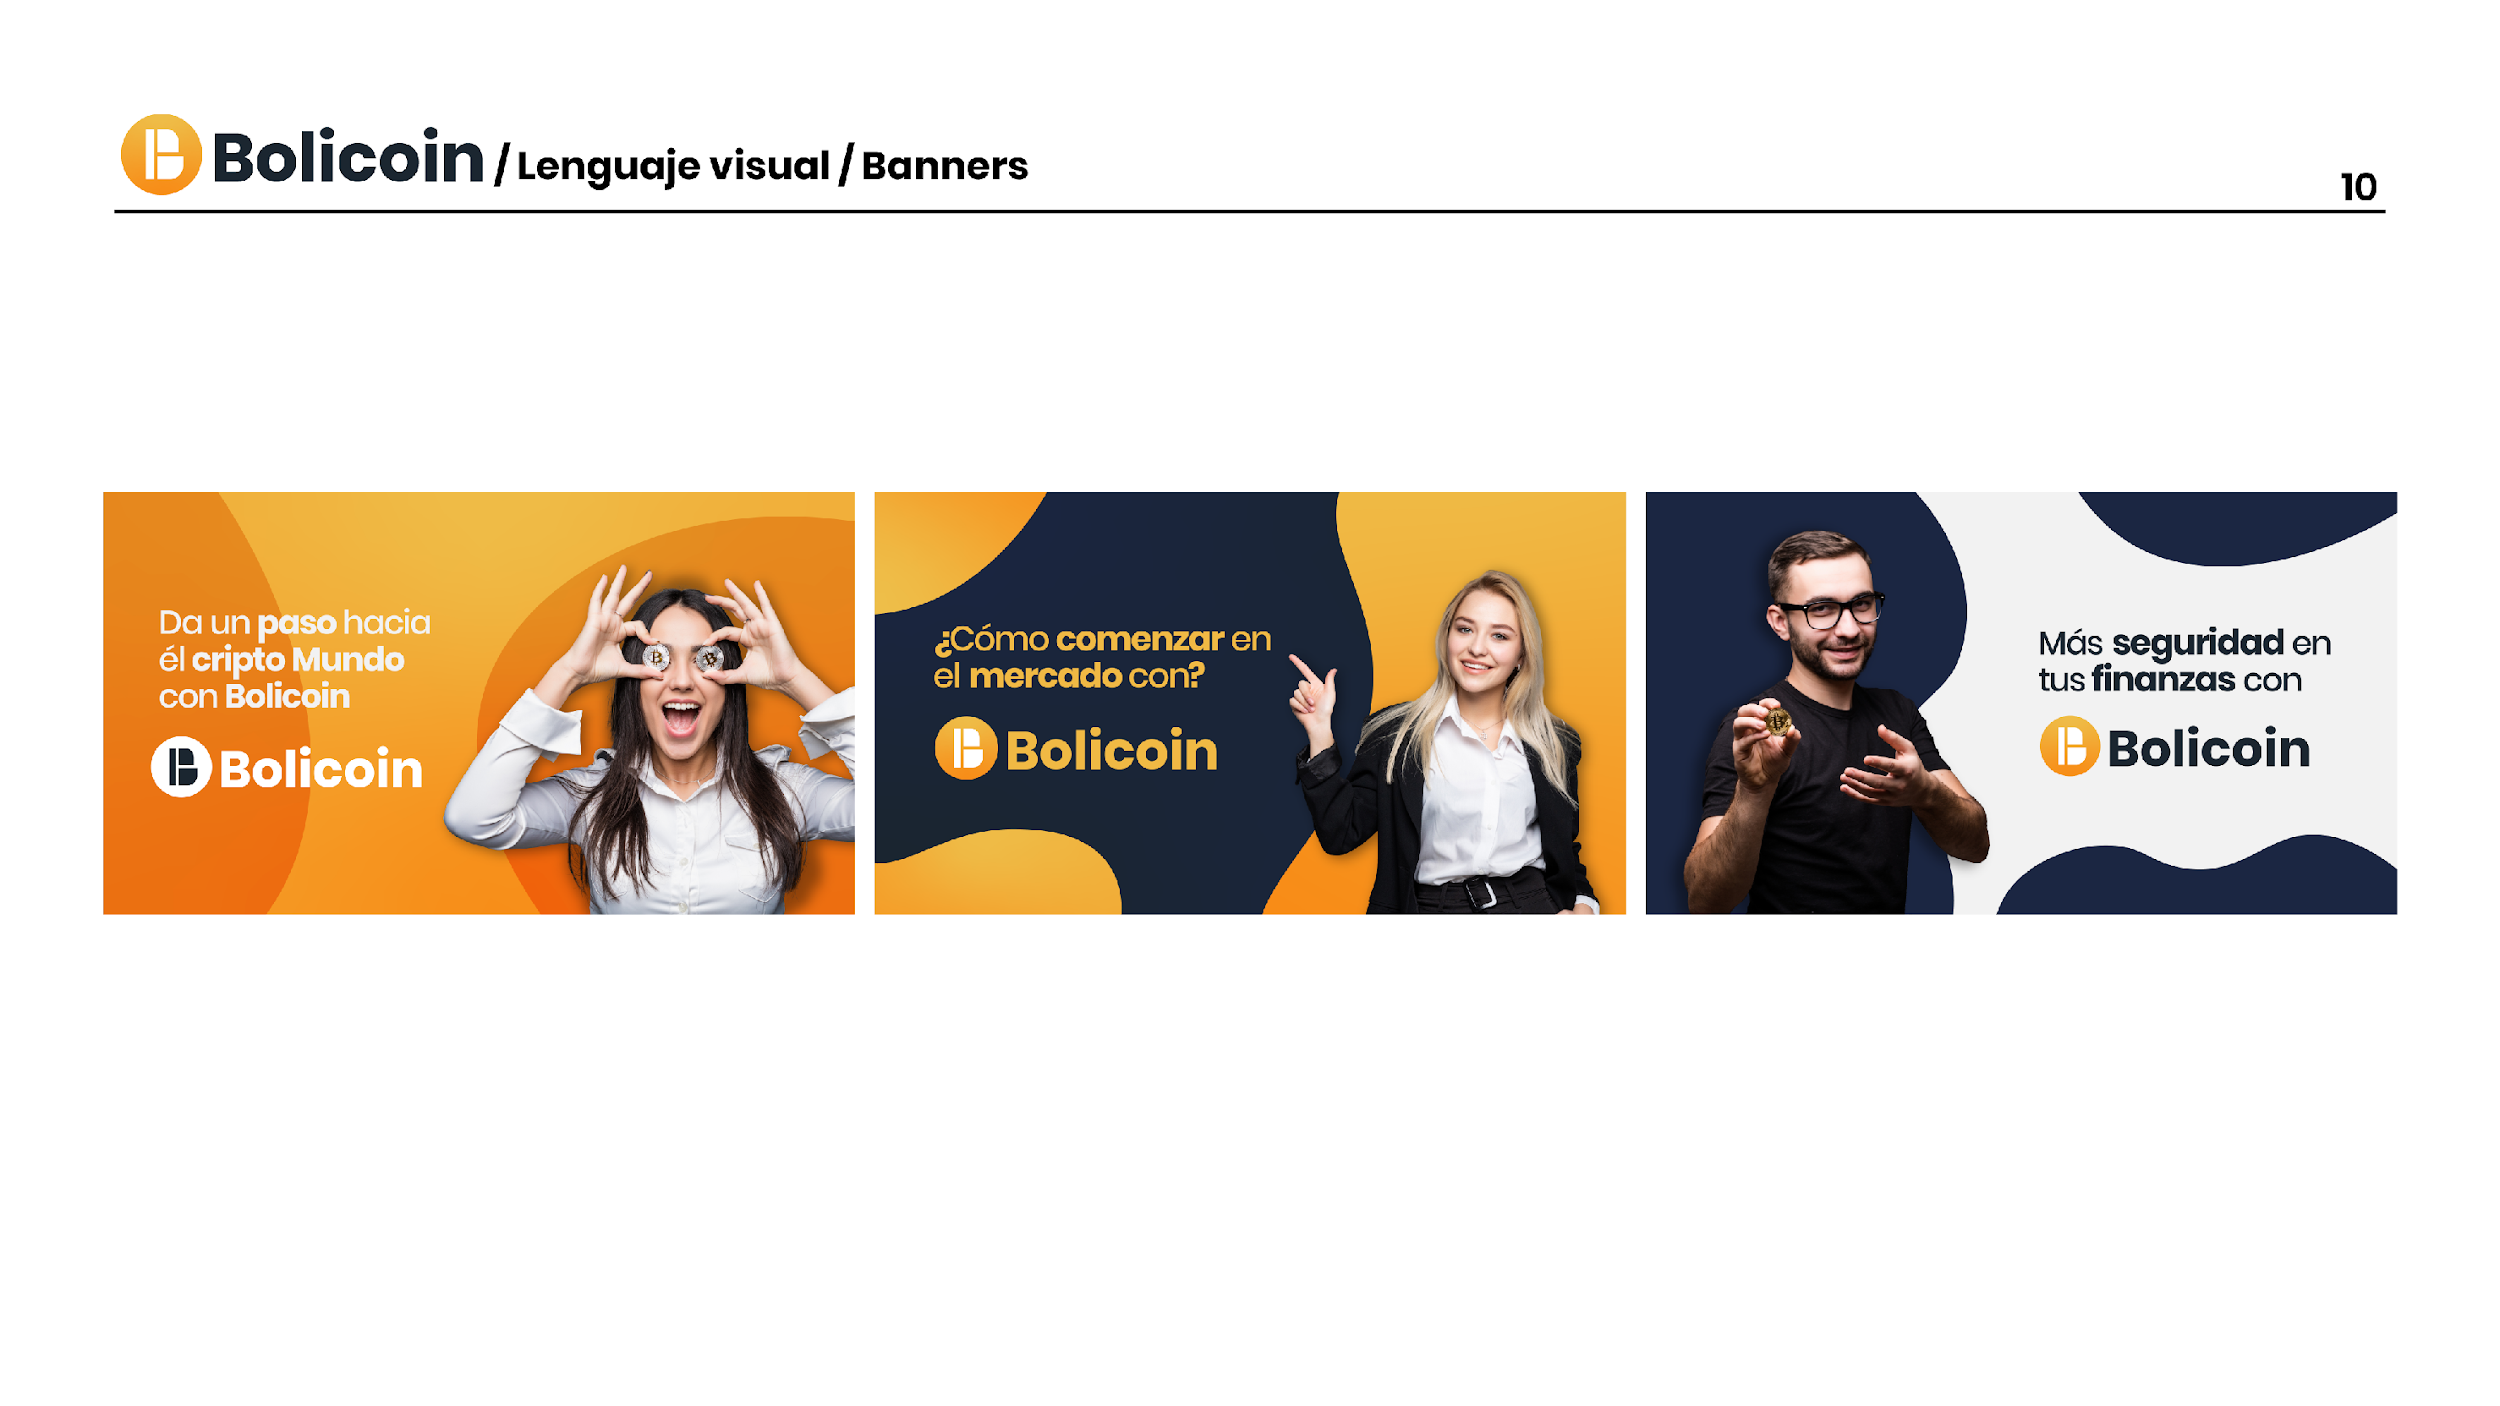 Bolicoin / Lenguaje visual / Banners
10
Da un paso hacia
él cripto Mundo
con Bolicoin
Bolicoin
¿Cómo comenzar en
el mercado con?
Bolicoin
Más seguridad en
tus finanzas con
Bolicoin